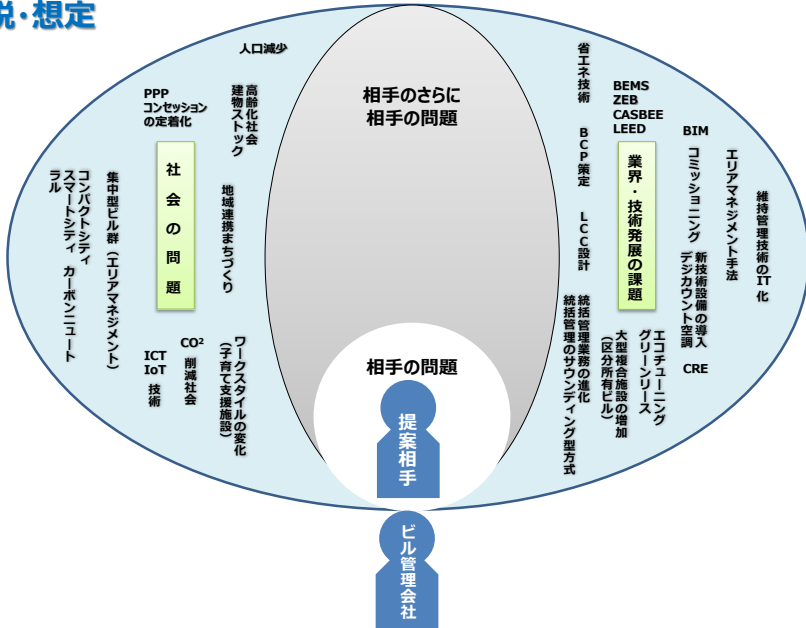 説・想定
人口減少
PPP
コンセッション
の定着化
高齢化社会
建物ストック
社会の問題
地域連携まちづくり
集中型ビル群（エリアマネジメント）
コンパクトシティ
スマートシティ　カーボンニュート
ラル
CO²
削減社会
ICT
IoT
技術
ワークスタイルの変化
（子育て支援施設）
相手のさらに
相手の問題
相手の問題
提案相手
ビル管理会社
省エネ技術
BEMS
ZEB
CASBEE
LEED
BIM
BCP策定
業界・技術発展の課題
コミッショニング
エリアマネジメント手法
維持管理技術のIT化
LCC設計
新技術設備の導入
デジカウント空調
CRE
統括管理業務の進化
統括管理のサウンディング型方式
エコチューニング
グリーンリース
大型複合施設の増加
（区分所有ビル）